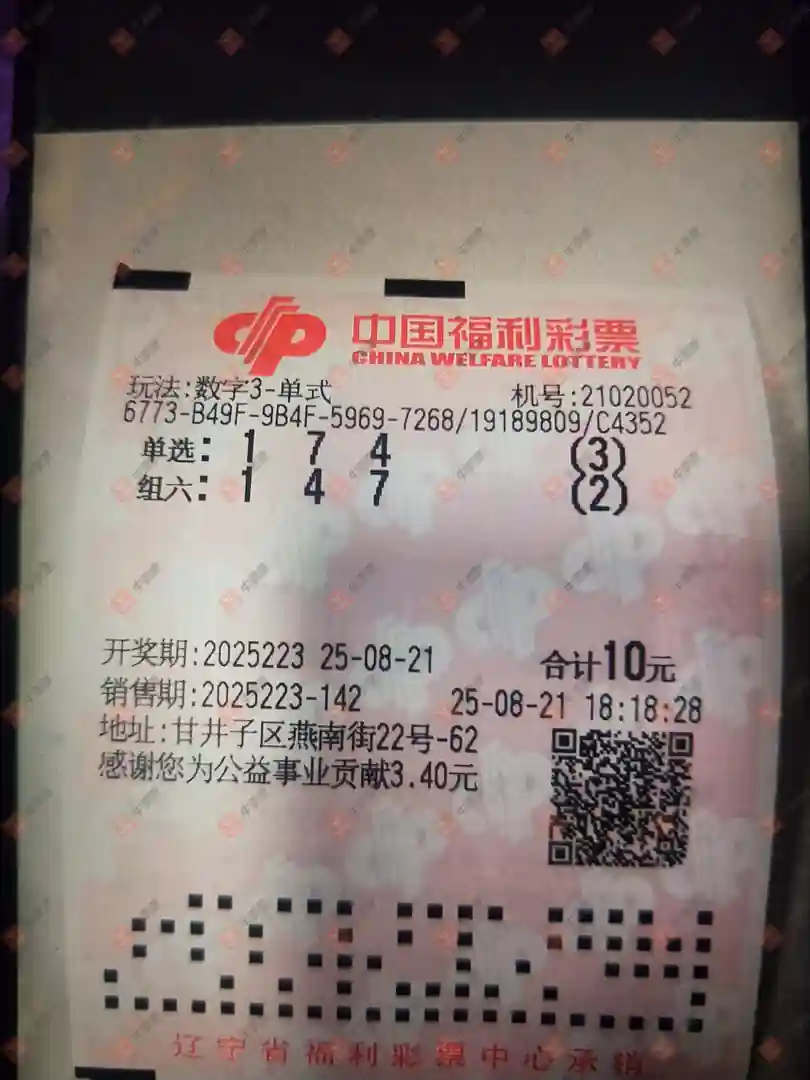 中国福利彩票
CHINA WELFARE LOTTERY
玩法:数字3-单式 机号:21020052
6773-B49F-9B4F-5969-7268/19189809/C4352
单选: 1 7 4 (3)
组六: 1 4 7 (2)
开奖期:2025223 25-08-21 合计10元
销售期:2025223-142 25-08-21 18:18:28
地址:甘井子区燕南街22号-62
感谢您为公益事业贡献3.40元
辽宁省福利彩票中心承销